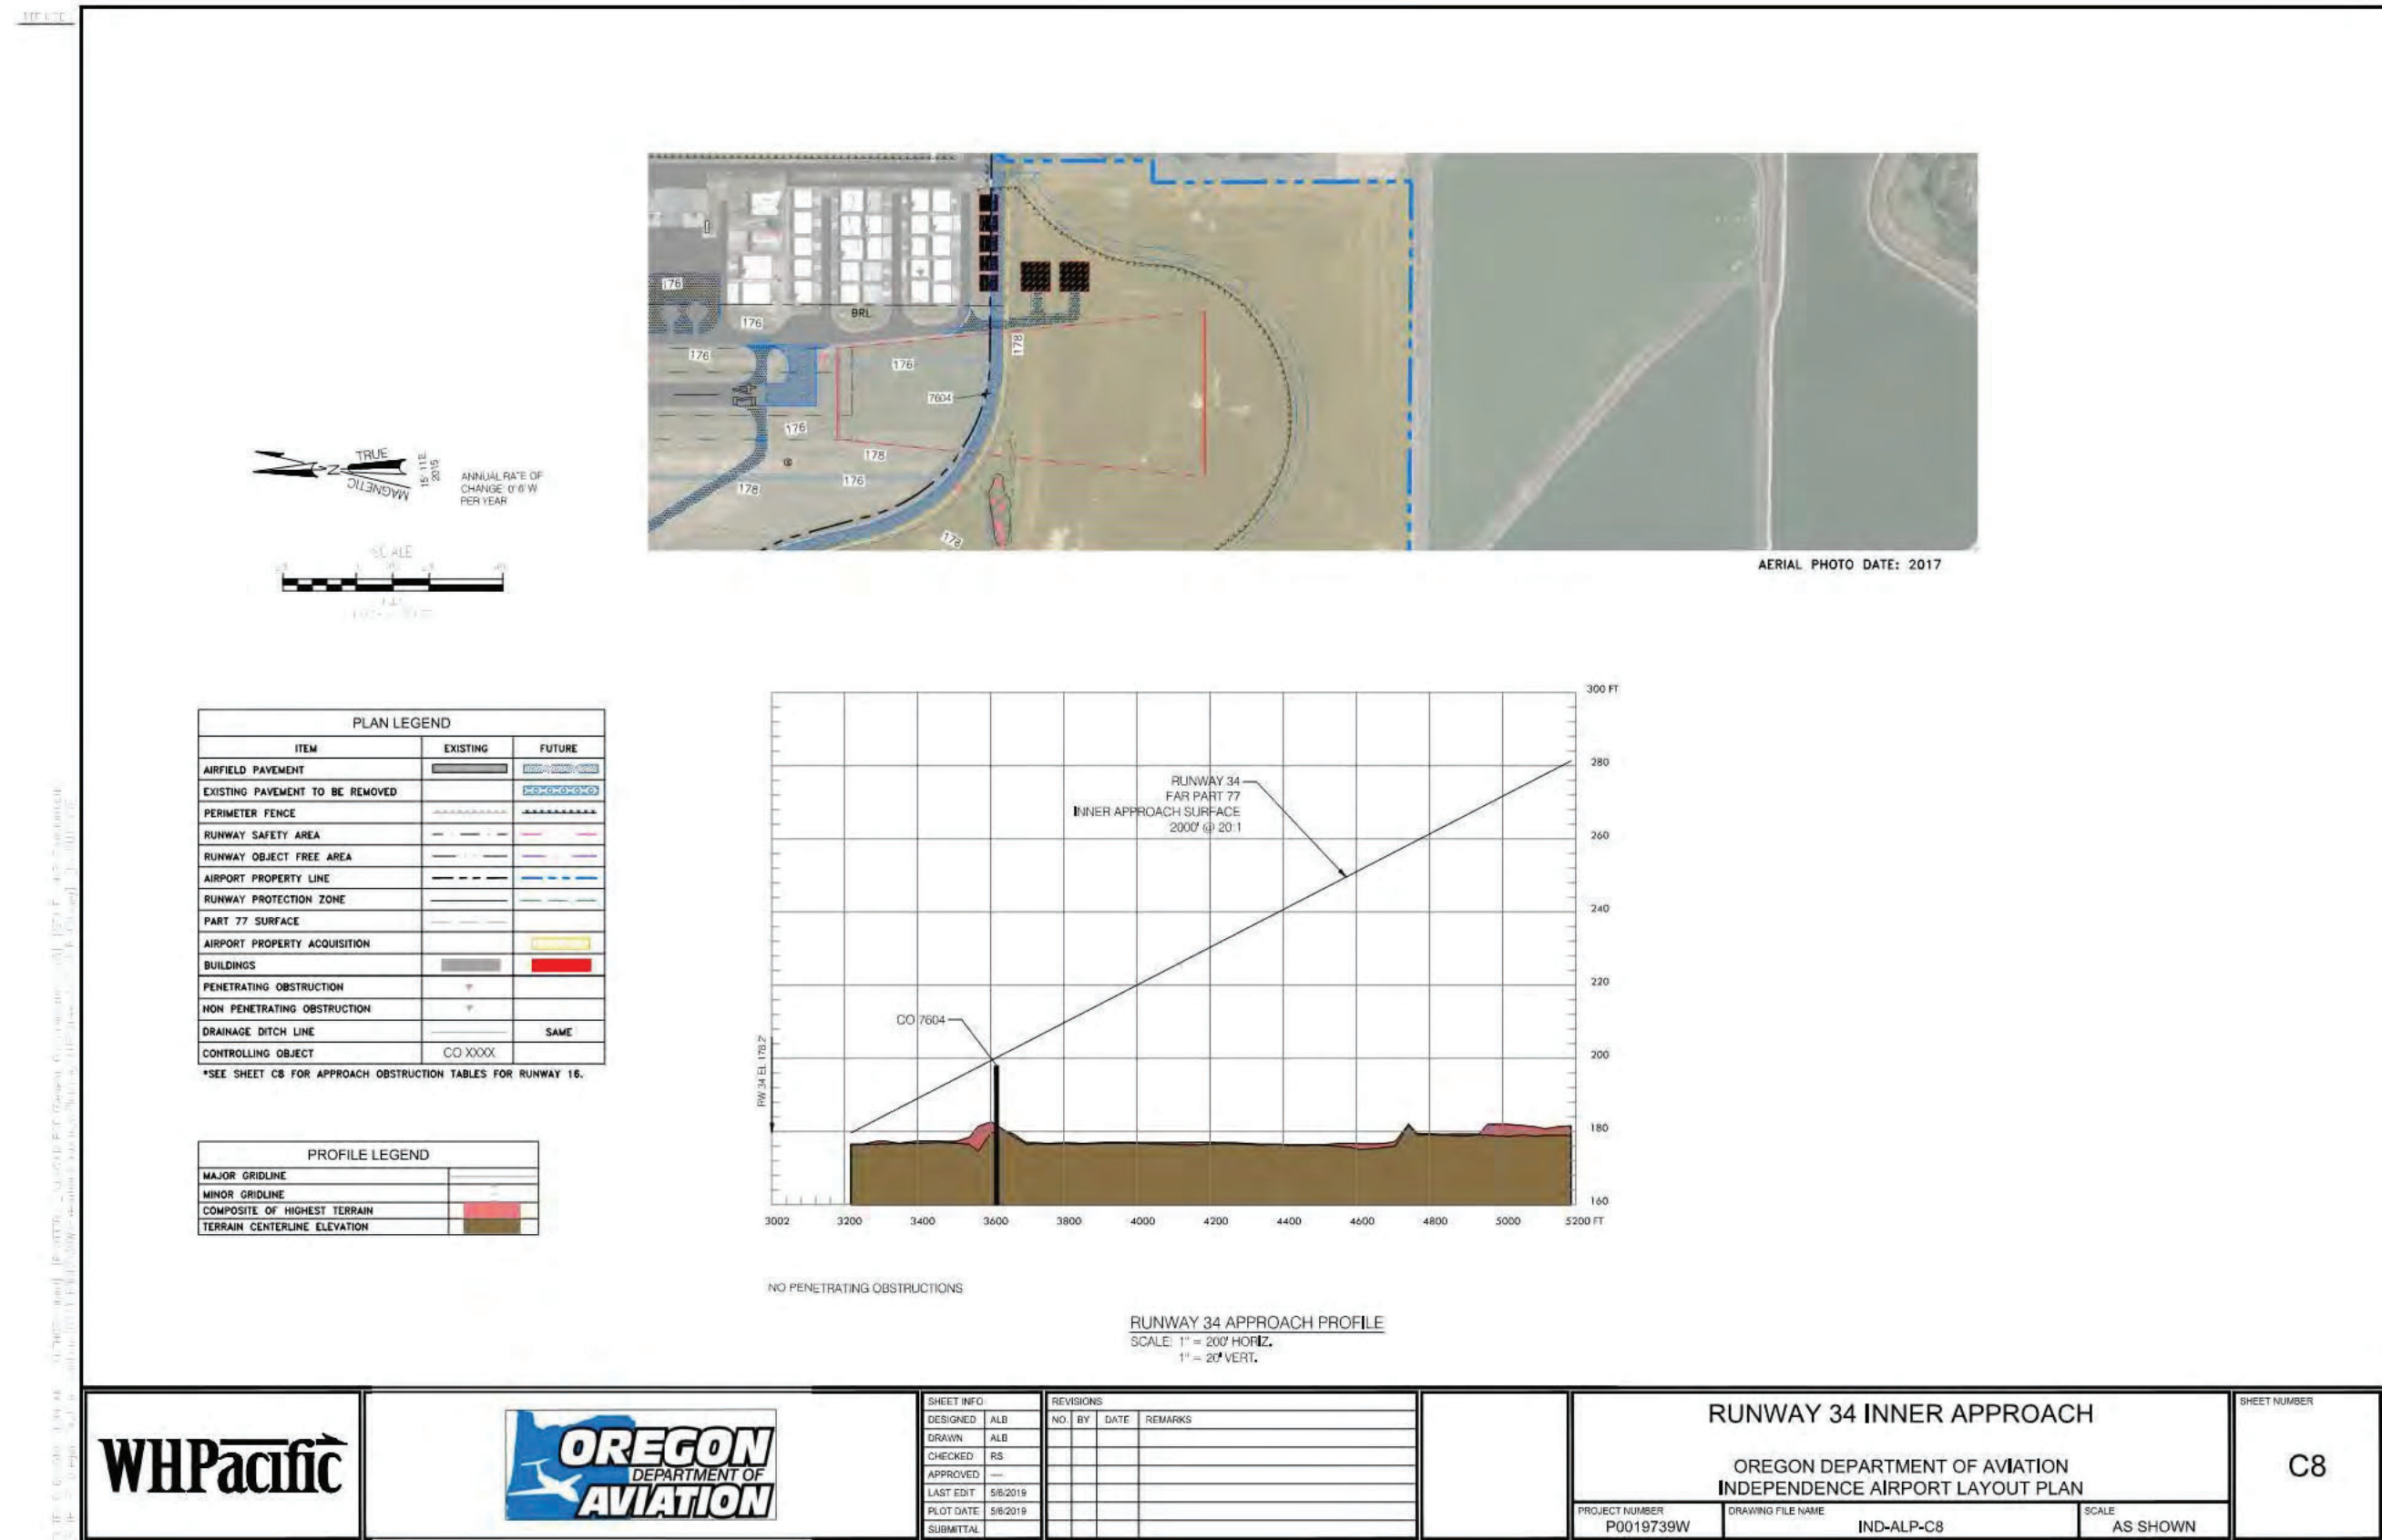 176
176
BRL
176
176
178
7604
176
178
176
178
178
AERIAL PHOTO DATE: 2017
TRUE
N
MAGNETIC
2015
ANNUAL RATE OF
CHANGE: 0° 6' W
PER YEAR
SCALE
PLAN LEGEND
ITEM EXISTING FUTURE
AIRFIELD PAVEMENT
EXISTING PAVEMENT TO BE REMOVED
PERIMETER FENCE
RUNWAY SAFETY AREA
RUNWAY OBJECT FREE AREA
AIRPORT PROPERTY LINE
RUNWAY PROTECTION ZONE
PART 77 SURFACE
AIRPORT PROPERTY ACQUISITION
BUILDINGS
PENETRATING OBSTRUCTION
NON PENETRATING OBSTRUCTION
DRAINAGE DITCH LINE SAME
CONTROLLING OBJECT CO XXXX
*SEE SHEET C8 FOR APPROACH OBSTRUCTION TABLES FOR RUNWAY 16.
PROFILE LEGEND
MAJOR GRIDLINE
MINOR GRIDLINE
COMPOSITE OF HIGHEST TERRAIN
TERRAIN CENTERLINE ELEVATION
300 FT
280
260
240
220
200
180
160
RUNWAY 34
FAR PART 77
INNER APPROACH SURFACE
2000' @ 20:1
CO 7604
RW 34 EL. 178.2'
3002 3200 3400 3600 3800 4000 4200 4400 4600 4800 5000 5200 FT
NO PENETRATING OBSTRUCTIONS
RUNWAY 34 APPROACH PROFILE
SCALE: 1" = 200' HORIZ.
1" = 20' VERT.
WHPacific
OREGON
DEPARTMENT OF
AVIATION
SHEET INFO
DESIGNED ALB
DRAWN ALB
CHECKED RS
APPROVED ----
LAST EDIT 5/6/2019
PLOT DATE 5/6/2019
SUBMITTAL
REVISIONS
NO. BY DATE REMARKS
RUNWAY 34 INNER APPROACH
OREGON DEPARTMENT OF AVIATION
INDEPENDENCE AIRPORT LAYOUT PLAN
PROJECT NUMBER
P0019739W
DRAWING FILE NAME
IND-ALP-C8
SCALE
AS SHOWN
SHEET NUMBER
C8